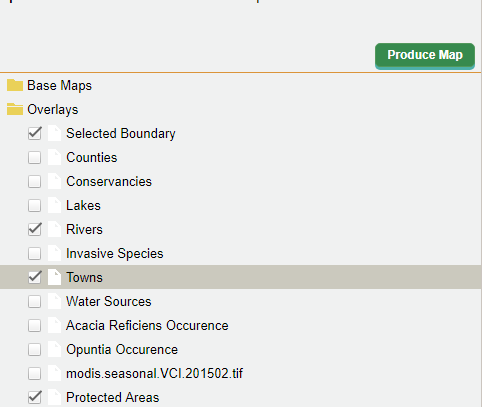 Produce Map
Base Maps
Overlays
Selected Boundary
Counties
Conservancies
Lakes
Rivers
Invasive Species
Towns
Water Sources
Acacia Reficiens Occurence
Opuntia Occurence
modis.seasonal.VCI.201502.tif
Protected Areas